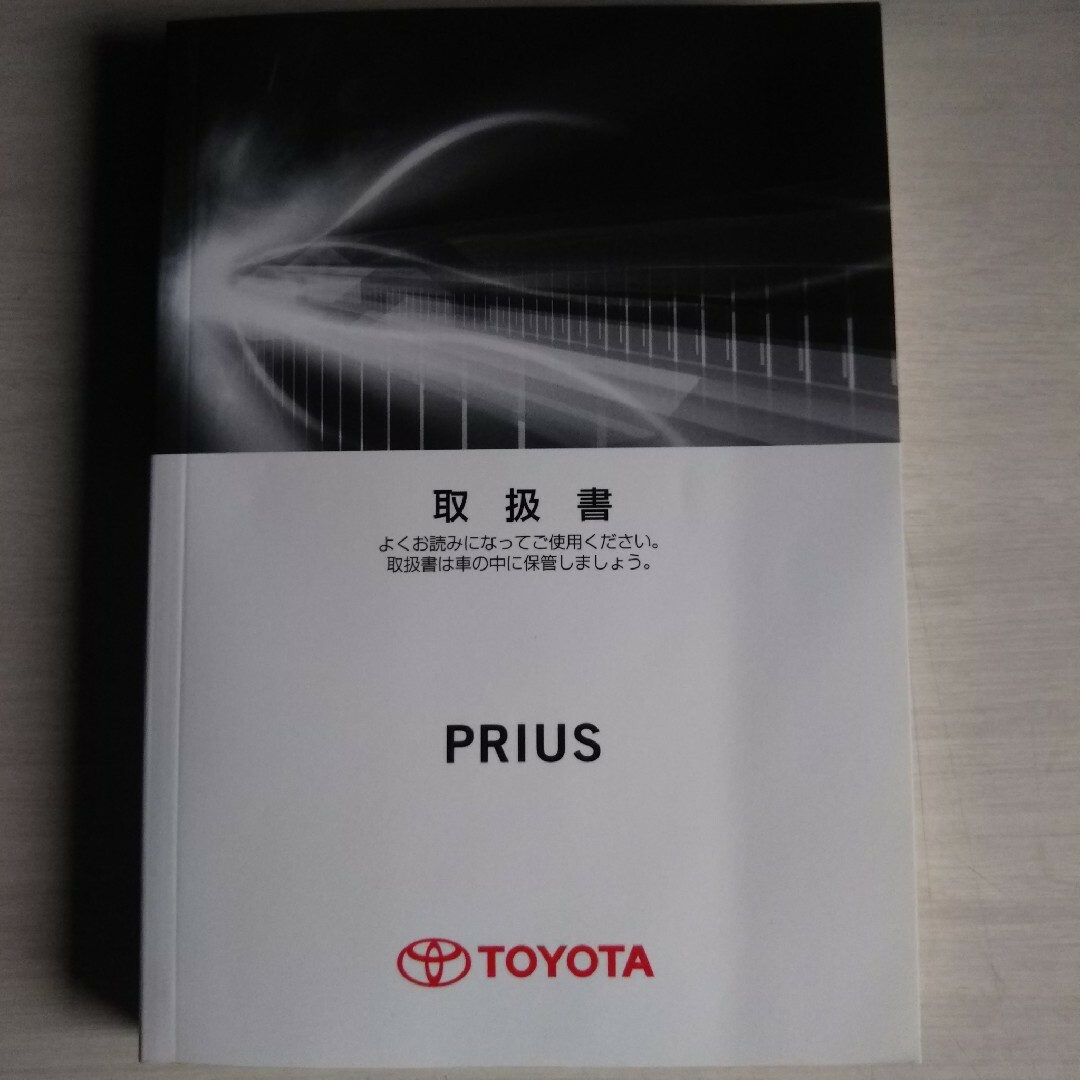 取扱書
よくお読みになってご使用ください。
取扱書は車の中に保管しましょう。
PRIUS
TOYOTA